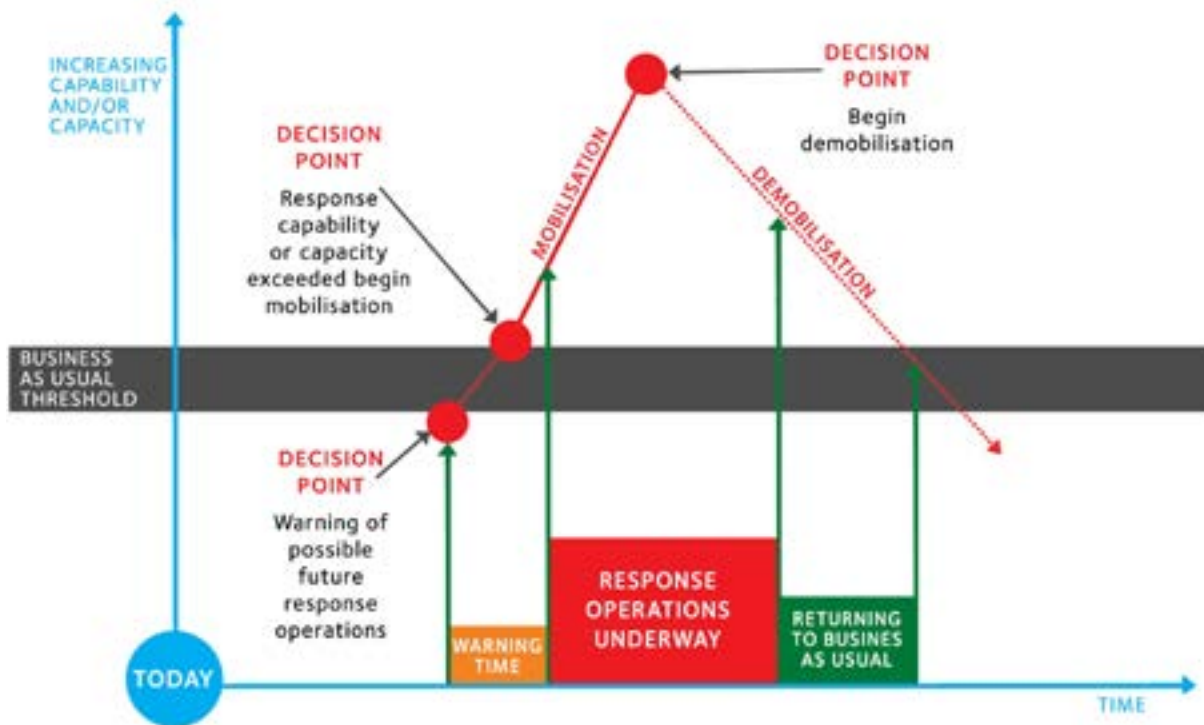 INCREASING
CAPABILITY
AND/OR
CAPACITY
DECISION
POINT
Begin
demobilisation
DECISION
POINT
Response
capability
or capacity
exceeded begin
mobilisation
MOBILISATION
DEMOBILISATION
BUSINESS
AS USUAL
THRESHOLD
DECISION
POINT
Warning of
possible
future
response
operations
WARNING
TIME
RESPONSE
OPERATIONS
UNDERWAY
RETURNING
TO BUSINES
AS USUAL
TODAY
TIME